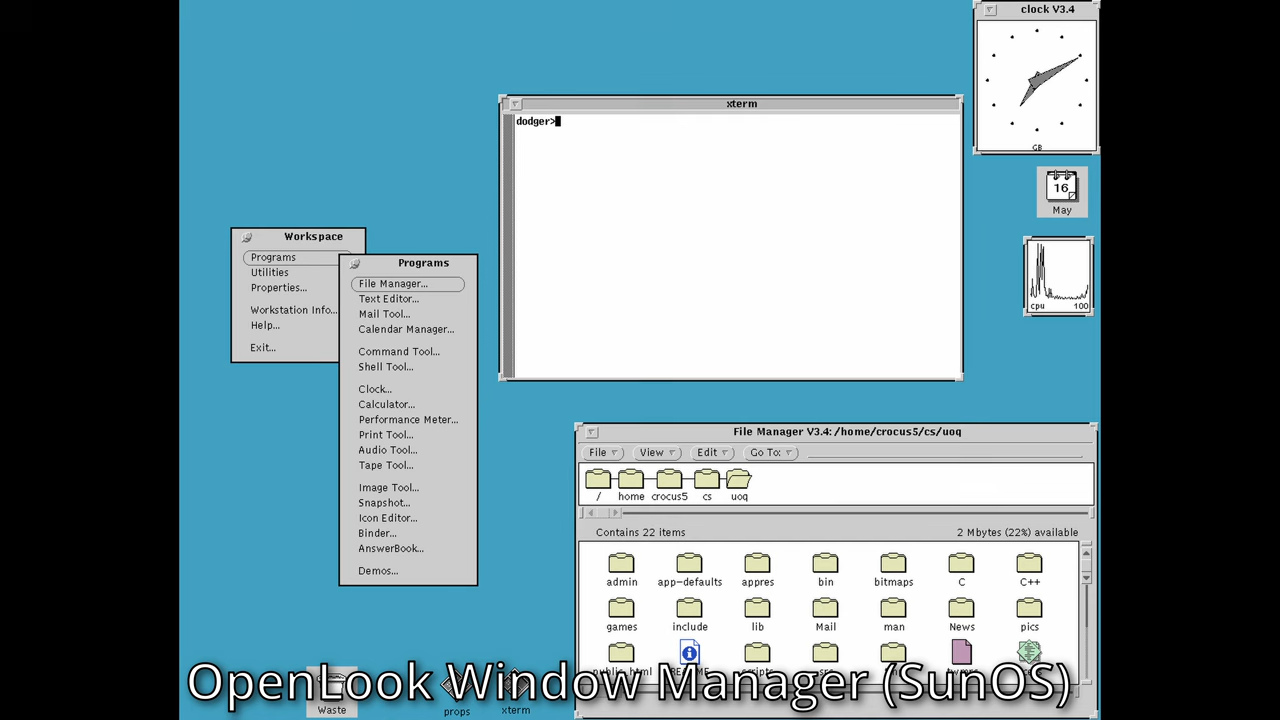 clock V3.4
GB
xterm
dodger>
16
May
cpu 100
Workspace
Programs
Utilities
Properties...
Workstation Info...
Help...
Exit...
Programs
File Manager...
Text Editor...
Mail Tool...
Calendar Manager...
Command Tool...
Shell Tool...
Clock...
Calculator...
Performance Meter...
Print Tool...
Audio Tool...
Tape Tool...
Image Tool...
Snapshot...
Icon Editor...
Binder...
AnswerBook...
Demos...
File Manager V3.4: /home/crocus5/cs/uoq
File View Edit Go To:
/ home crocus5 cs uoq
Contains 22 items 2 Mbytes (22%) available
admin app-defaults appres bin bitmaps C C++
games include lib Mail man News pics
public_html README scripts
OpenLook Window Manager (SunOS)
Waste props xterm